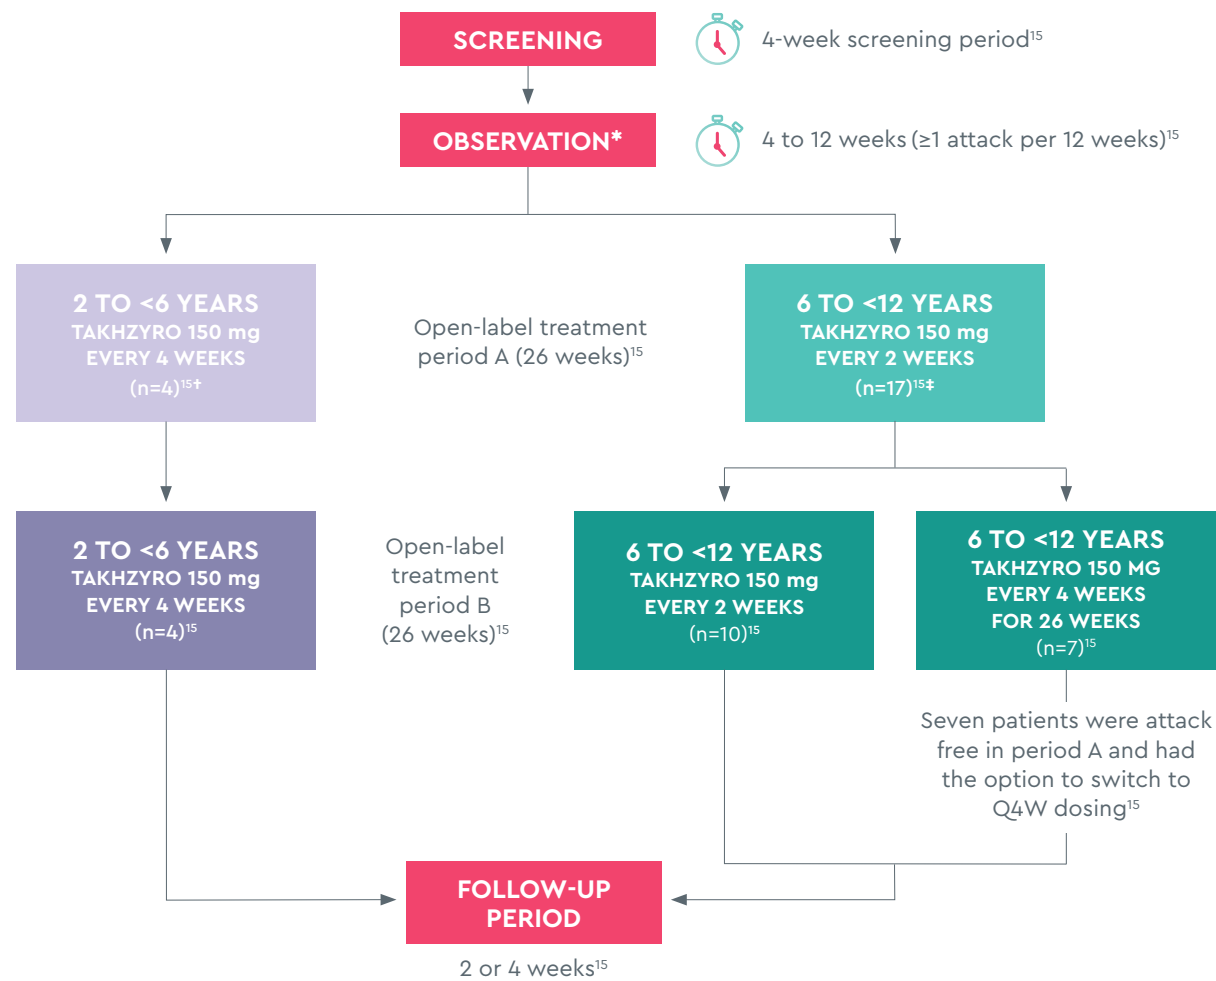 SCREENING
4-week screening period¹⁵
OBSERVATION*
4 to 12 weeks (≥1 attack per 12 weeks)¹⁵
2 TO <6 YEARS
TAKHZYRO 150 mg
EVERY 4 WEEKS
(n=4)¹⁵†
Open-label treatment
period A (26 weeks)¹⁵
6 TO <12 YEARS
TAKHZYRO 150 mg
EVERY 2 WEEKS
(n=17)¹⁵‡
2 TO <6 YEARS
TAKHZYRO 150 mg
EVERY 4 WEEKS
(n=4)¹⁵
Open-label
treatment
period B
(26 weeks)¹⁵
6 TO <12 YEARS
TAKHZYRO 150 mg
EVERY 2 WEEKS
(n=10)¹⁵
6 TO <12 YEARS
TAKHZYRO 150 MG
EVERY 4 WEEKS
FOR 26 WEEKS
(n=7)¹⁵
Seven patients were attack
free in period A and had
the option to switch to
Q4W dosing¹⁵
FOLLOW-UP
PERIOD
2 or 4 weeks¹⁵